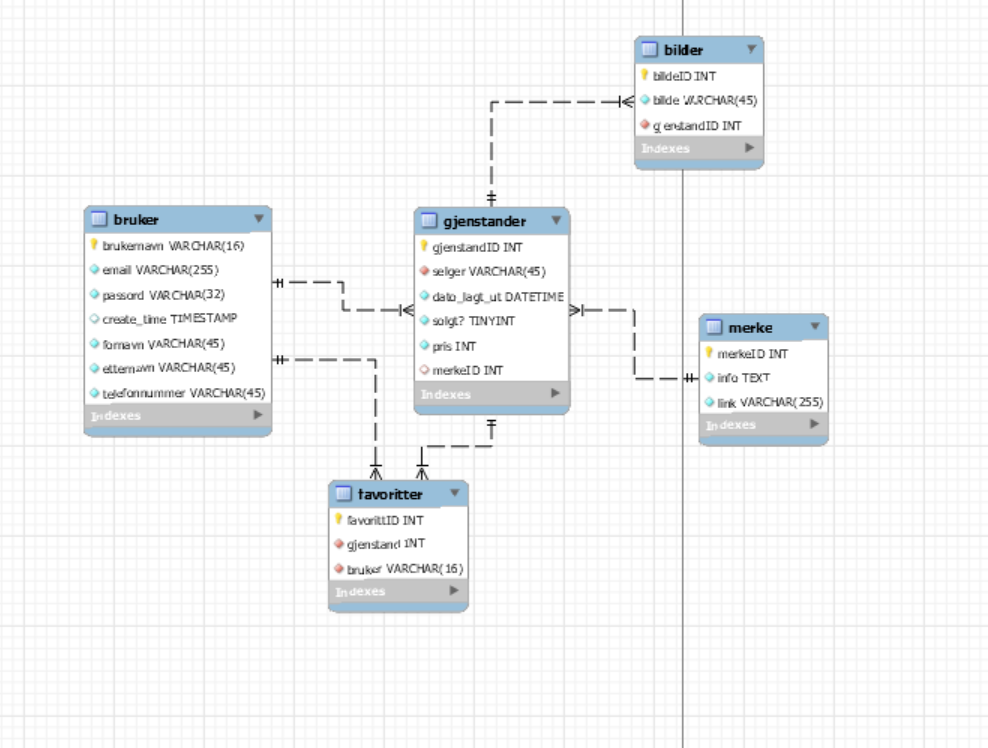 bilder
bildeID INT
bilde VARCHAR(45)
gjenstandID INT
Indexes
bruker
brukernavn VARCHAR(16)
email VARCHAR(255)
passord VARCHAR(32)
create_time TIMESTAMP
fornavn VARCHAR(45)
etternavn VARCHAR(45)
telefonnummer VARCHAR(45)
Indexes
gjenstander
gjenstandID INT
selger VARCHAR(45)
dato_lagt_ut DATETIME
solgt? TINYINT
pris INT
merkeID INT
Indexes
merke
merkeID INT
info TEXT
link VARCHAR(255)
Indexes
favoritter
favorittID INT
gjenstand INT
bruker VARCHAR(16)
Indexes